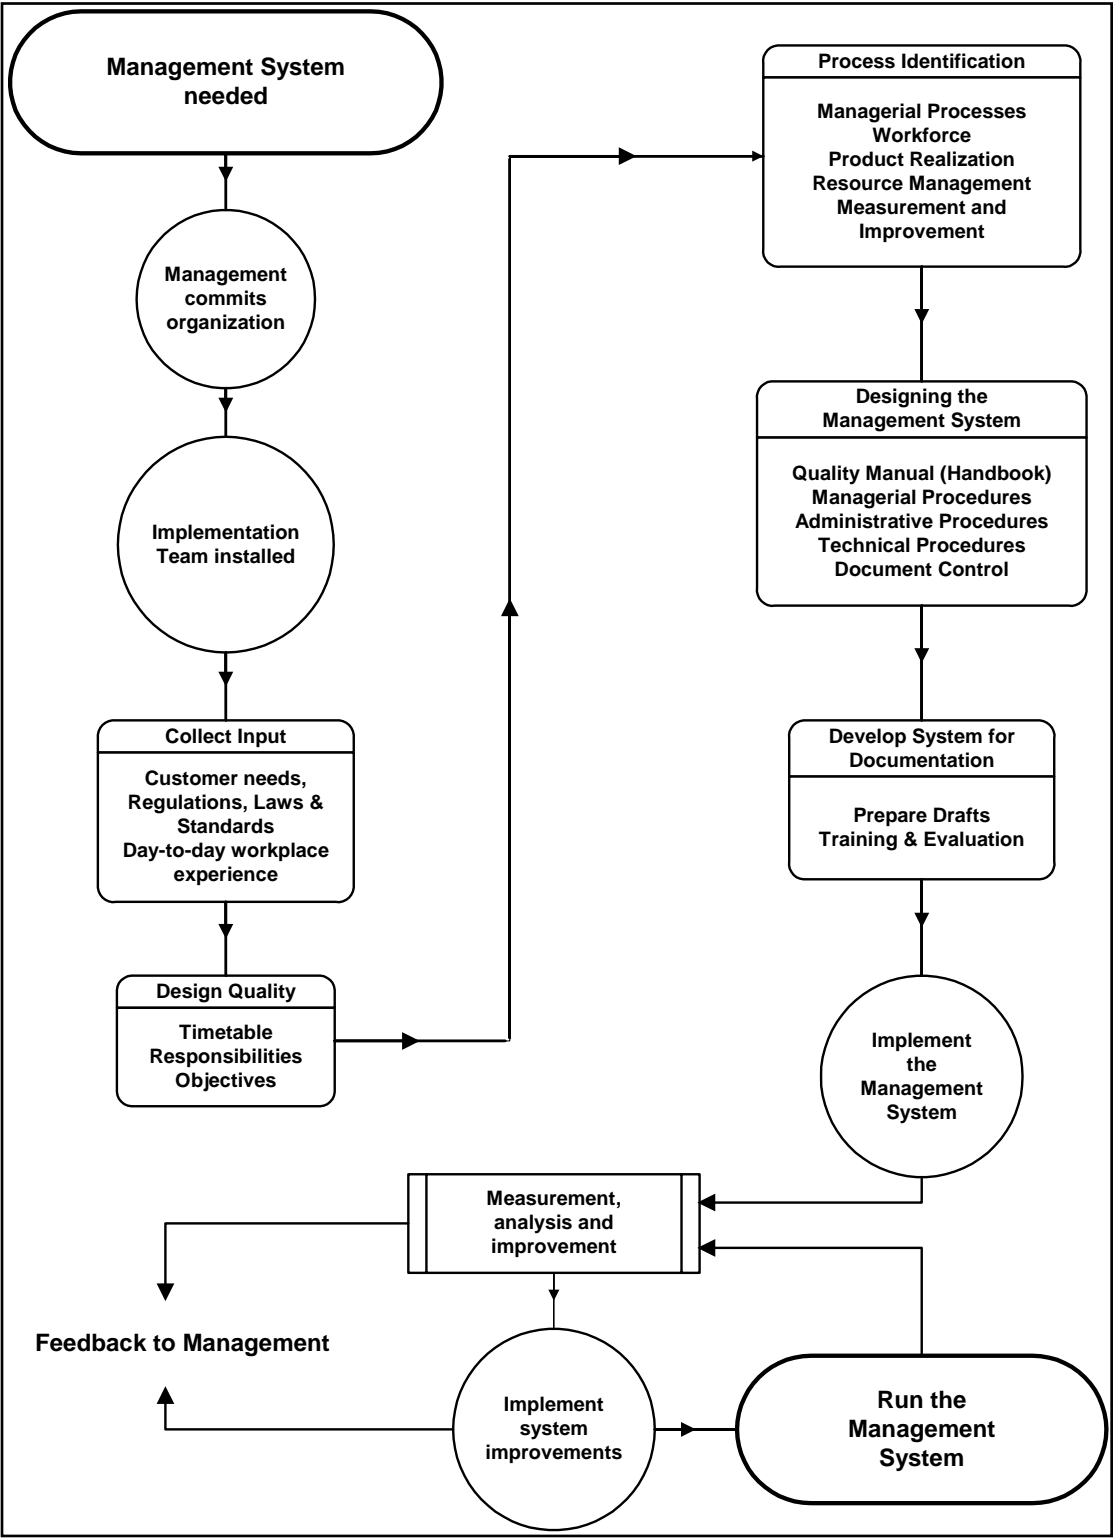 Management System
needed
Management
commits
organization
Implementation
Team installed
Collect Input
Customer needs,
Regulations, Laws &
Standards
Day-to-day workplace
experience
Design Quality
Timetable
Responsibilities
Objectives
Process Identification
Managerial Processes
Workforce
Product Realization
Resource Management
Measurement and
Improvement
Designing the
Management System
Quality Manual (Handbook)
Managerial Procedures
Administrative Procedures
Technical Procedures
Document Control
Develop System for
Documentation
Prepare Drafts
Training & Evaluation
Implement
the
Management
System
Measurement,
analysis and
improvement
Feedback to Management
Implement
system
improvements
Run the
Management
System